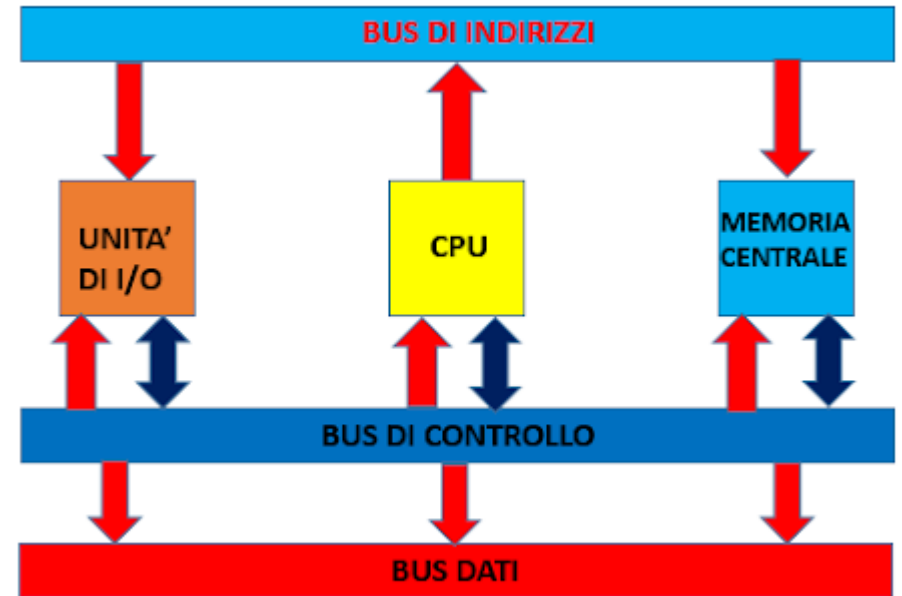 BUS DI INDIRIZZI
UNITA'
DI I/O
CPU
MEMORIA
CENTRALE
BUS DI CONTROLLO
BUS DATI